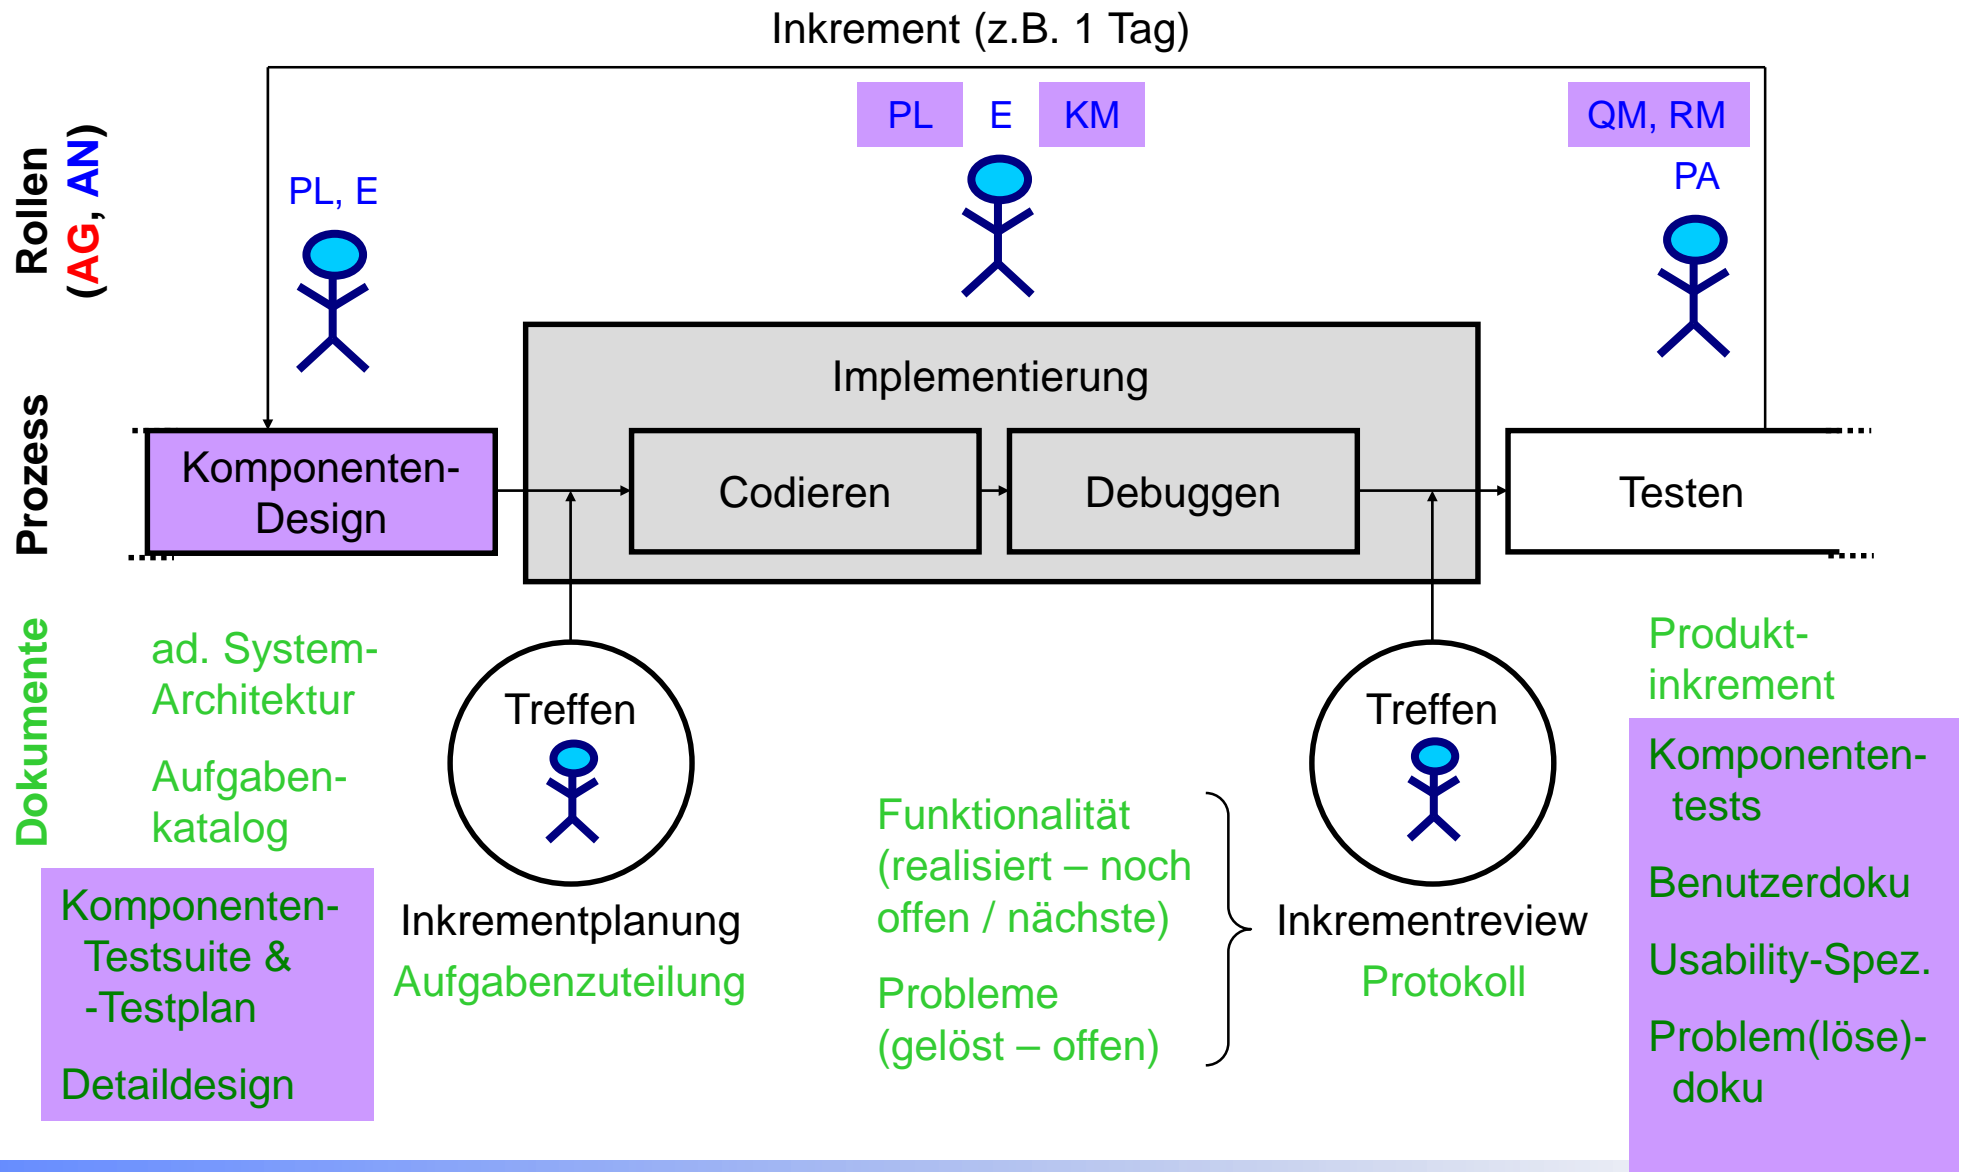 Inkrement (z.B. 1 Tag)
Rollen
(AG, AN)
PL, E
PL
E
KM
QM, RM
PA
Prozess
Implementierung
Komponenten-
Design
Codieren
Debuggen
Testen
Dokumente
ad. System-
Architektur
Aufgaben-
katalog
Komponenten-
Testsuite &
-Testplan
Detaildesign
Treffen
Inkrementplanung
Aufgabenzuteilung
Funktionalität
(realisiert – noch
offen / nächste)
Probleme
(gelöst – offen)
Treffen
Inkrementreview
Protokoll
Produkt-
inkrement
Komponenten-
tests
Benutzerdoku
Usability-Spez.
Problem(löse)-
doku